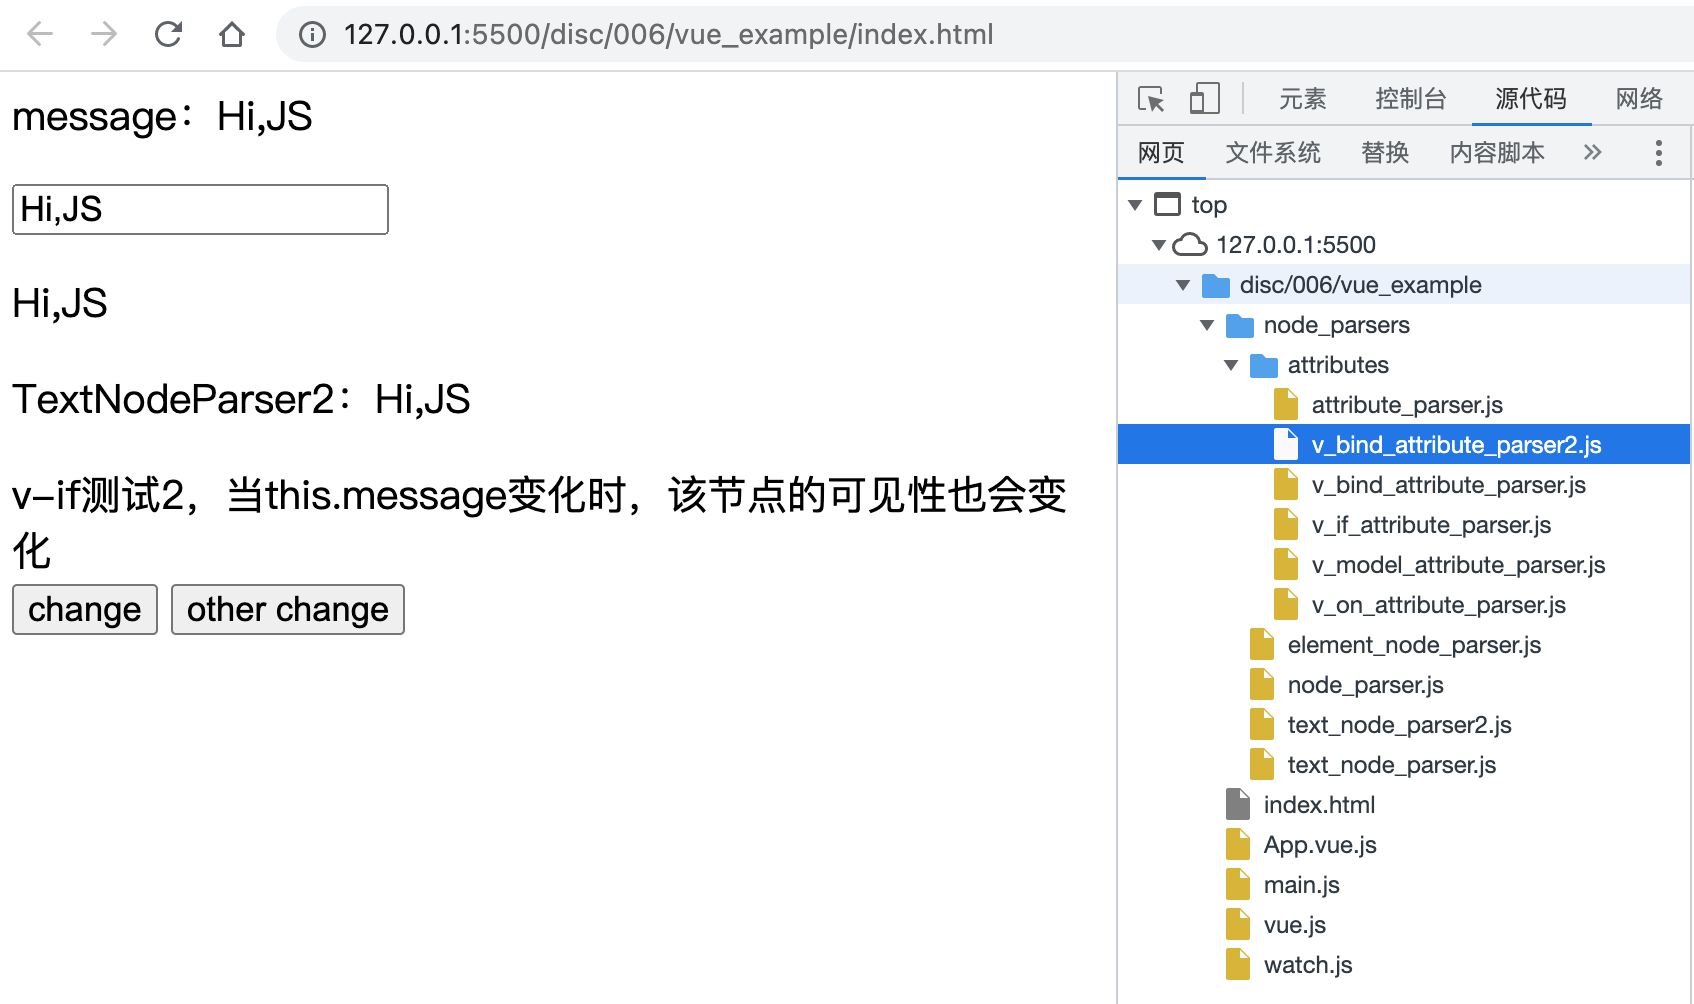 127.0.0.1:5500/disc/006/vue_example/index.html
message：Hi,JS
Hi,JS
Hi,JS
TextNodeParser2：Hi,JS
v-if测试2，当this.message变化时，该节点的可见性也会变
化
change other change
元素 控制台 源代码 网络
网页 文件系统 替换 内容脚本
top
127.0.0.1:5500
disc/006/vue_example
node_parsers
attributes
attribute_parser.js
v_bind_attribute_parser2.js
v_bind_attribute_parser.js
v_if_attribute_parser.js
v_model_attribute_parser.js
v_on_attribute_parser.js
element_node_parser.js
node_parser.js
text_node_parser2.js
text_node_parser.js
index.html
App.vue.js
main.js
vue.js
watch.js